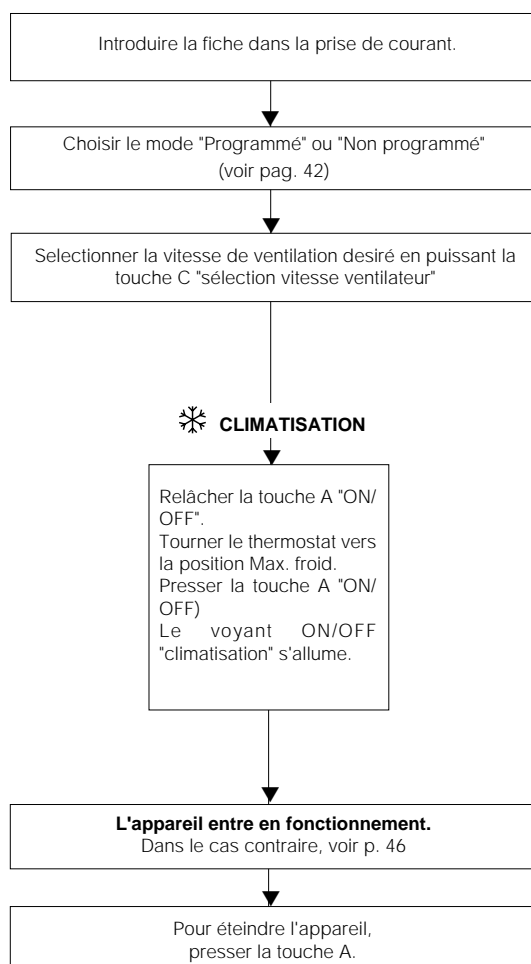 Introduire la fiche dans la prise de courant.
Choisir le mode "Programmé" ou "Non programmé"
(voir pag. 42)
Selectionner la vitesse de ventilation desiré en puissant la
touche C "sélection vitesse ventilateur"
CLIMATISATION
Relâcher la touche A "ON/
OFF".
Tourner le thermostat vers
la position Max. froid.
Presser la touche A "ON/
OFF)
Le voyant ON/OFF
"climatisation" s'allume.
L'appareil entre en fonctionnement.
Dans le cas contraire, voir p. 46
Pour éteindre l'appareil,
presser la touche A.